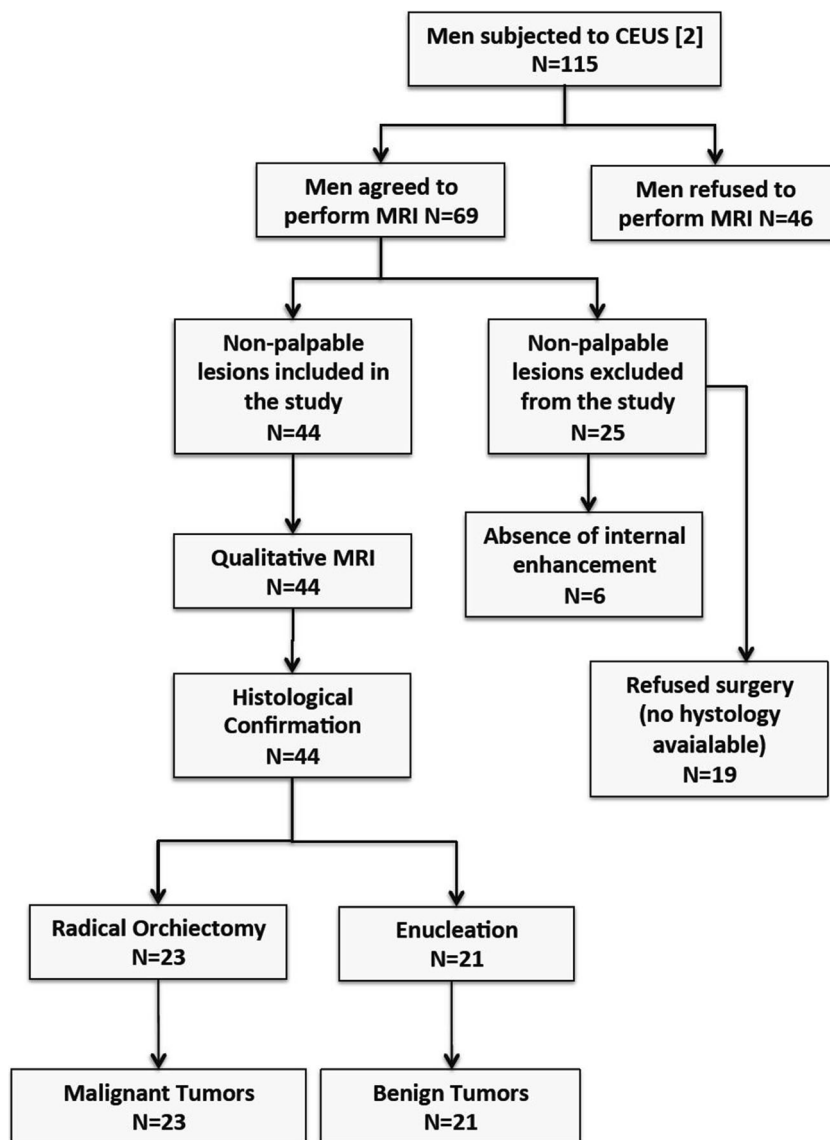 Men subjected to CEUS [2]
N=115
Men agreed to
perform MRI N=69
Men refused to
perform MRI N=46
Non-palpable
lesions included in
the study
N=44
Non-palpable
lesions excluded
from the study
N=25
Qualitative MRI
N=44
Absence of internal
enhancement
N=6
Histological
Confirmation
N=44
Refused surgery
(no hystology
avaialable)
N=19
Radical Orchiectomy
N=23
Enucleation
N=21
Malignant Tumors
N=23
Benign Tumors
N=21